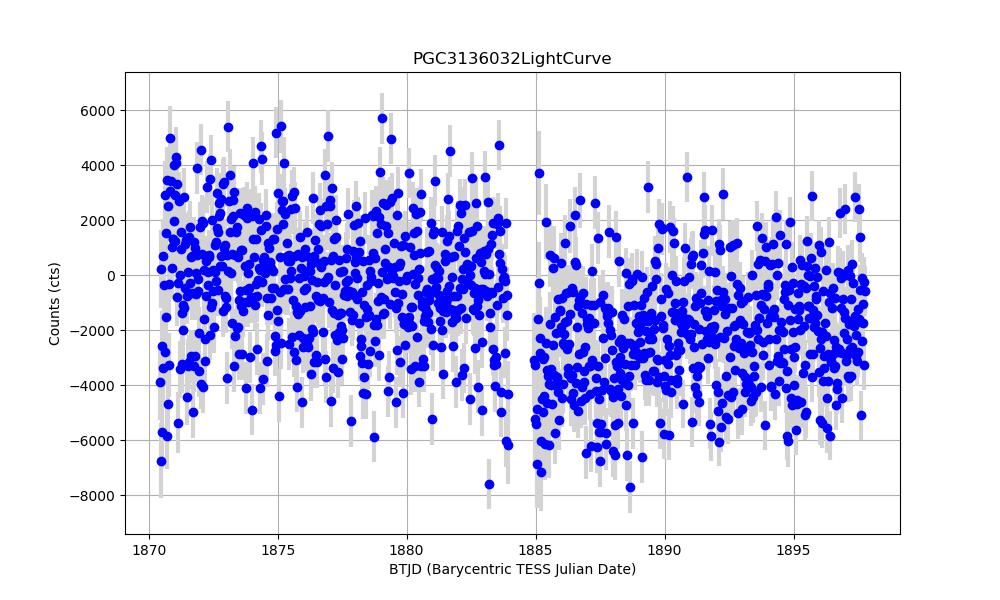 PGC3136032LightCurve
6000
4000
2000
0
−2000
−4000
−6000
−8000
Counts (cts)
1870 1875 1880 1885 1890 1895
BTJD (Barycentric TESS Julian Date)